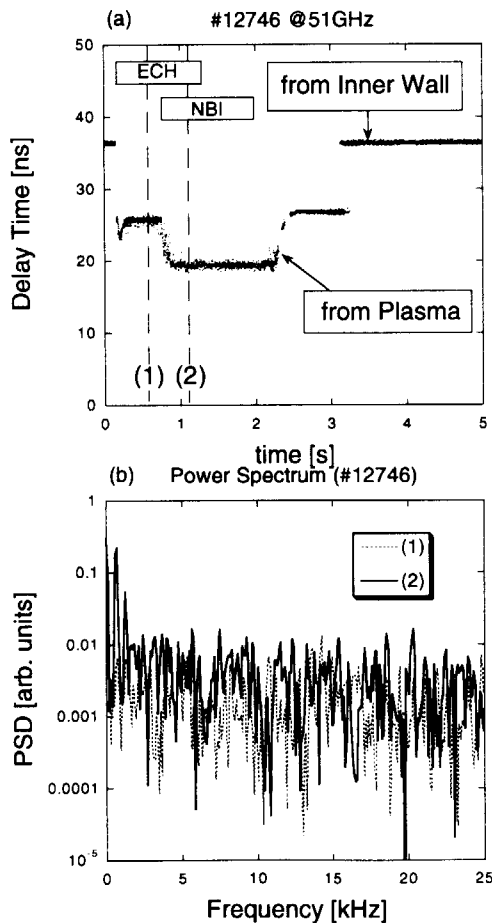 (a) #12746 @51GHz
50
ECH
NBI
from Inner Wall
40
30
20
from Plasma
10
(1) (2)
0
0 1 2 3 4 5
Delay Time [ns]
time [s]
(b) Power Spectrum (#12746)
1
(1)
(2)
0.1
0.01
0.001
0.0001
10-5
0 5 10 15 20 25
PSD [arb. units]
Frequency [kHz]